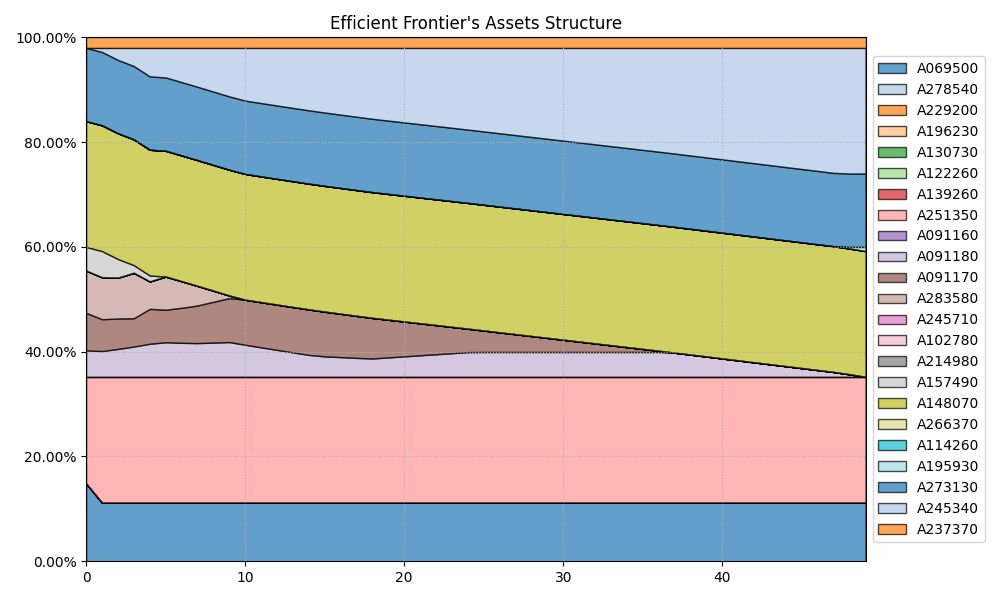 Efficient Frontier's Assets Structure
100.00%
80.00%
60.00%
40.00%
20.00%
0.00%
0
10
20
30
40
A069500
A278540
A229200
A196230
A130730
A122260
A139260
A251350
A091160
A091180
A091170
A283580
A245710
A102780
A214980
A157490
A148070
A266370
A114260
A195930
A273130
A245340
A237370